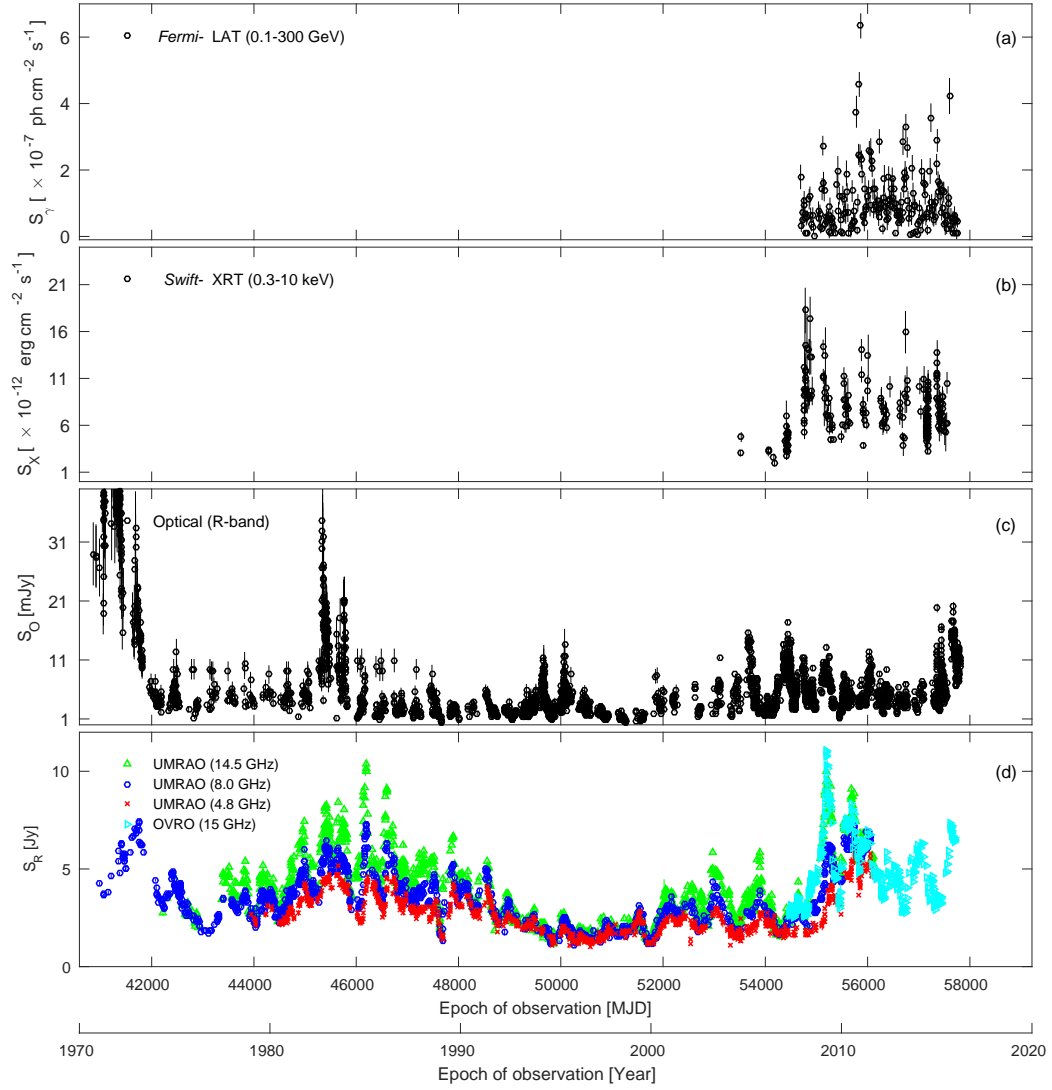 6
4
2
0
S_γ [ × 10^-7 ph cm^-2 s^-1]
Fermi- LAT (0.1-300 GeV)
(a)
21
16
11
6
1
S_X [ × 10^-12 erg cm^-2 s^-1]
Swift- XRT (0.3-10 keV)
(b)
31
21
11
1
S_O [mJy]
Optical (R-band)
(c)
10
5
0
S_R [Jy]
UMRAO (14.5 GHz)
UMRAO (8.0 GHz)
UMRAO (4.8 GHz)
OVRO (15 GHz)
(d)
42000 44000 46000 48000 50000 52000 54000 56000 58000
Epoch of observation [MJD]
1970 1980 1990 2000 2010 2020
Epoch of observation [Year]